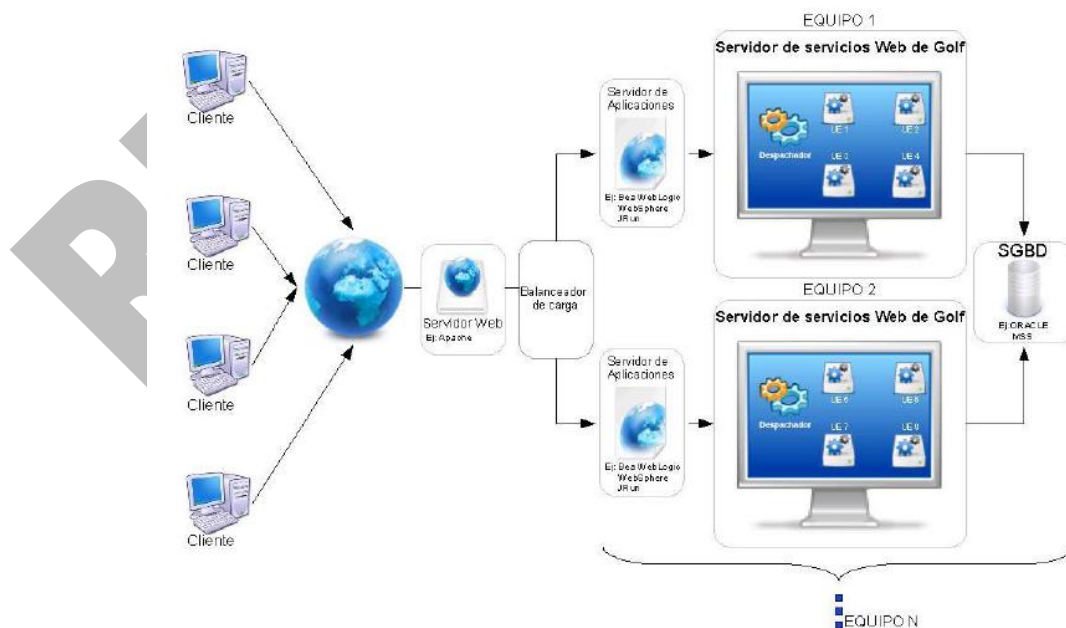 EQUIPO 1
Servidor de servicios Web de Golf
Servidor de
Aplicaciones
Ej: Bea WebLogic
WebSphere
JRun
Despachador
UE 1
UE 2
UE 3
UE 4
Cliente
Cliente
Cliente
Cliente
Servidor Web
Ej: Apache
Balanceador
de carga
SGBD
Ej:ORACLE
MSS
EQUIPO 2
Servidor de servicios Web de Golf
Servidor de
Aplicaciones
Ej: Bea WebLogic
WebSphere
JRun
Despachador
UE 5
UE 6
UE 7
UE 8
EQUIPO N